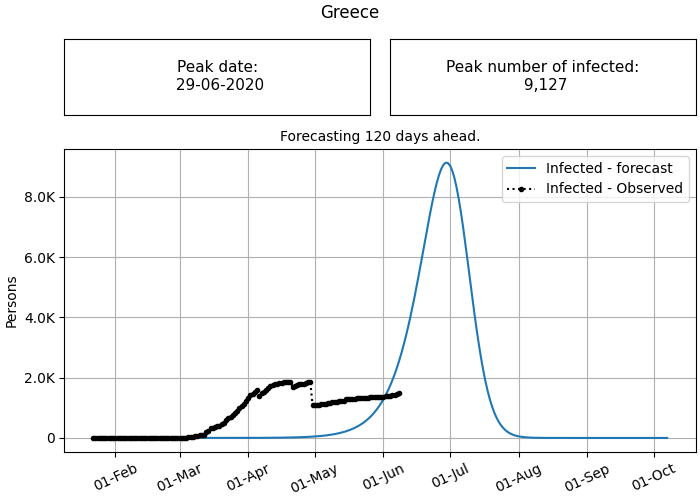 Greece
Peak date:
29-06-2020
Peak number of infected:
9,127
Forecasting 120 days ahead.
Infected - forecast
Infected - Observed
8.0K
6.0K
4.0K
2.0K
0
Persons
01-Feb
01-Mar
01-Apr
01-May
01-Jun
01-Jul
01-Aug
01-Sep
01-Oct